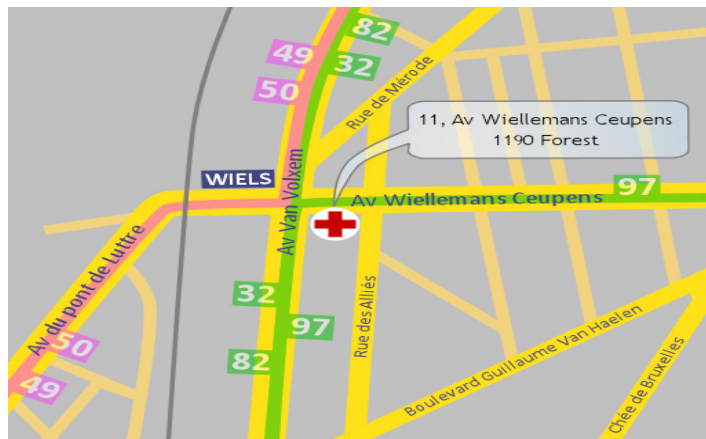 82
49
32
50
Rue de Mérode
11, Av Wiellemans Ceupens
1190 Forest
WIELS
97
Av Van Volxem
Av Wiellemans Ceupens
Av du pont de Luttre
32
97
Rue des Alliés
50
82
49
Boulevard Guillaume Van Haelen
Chée de Bruxelles